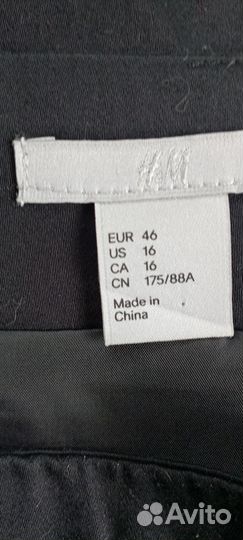 H&M
EUR 46
US 16
CA 16
CN 175/88A
Made in
China
Avito